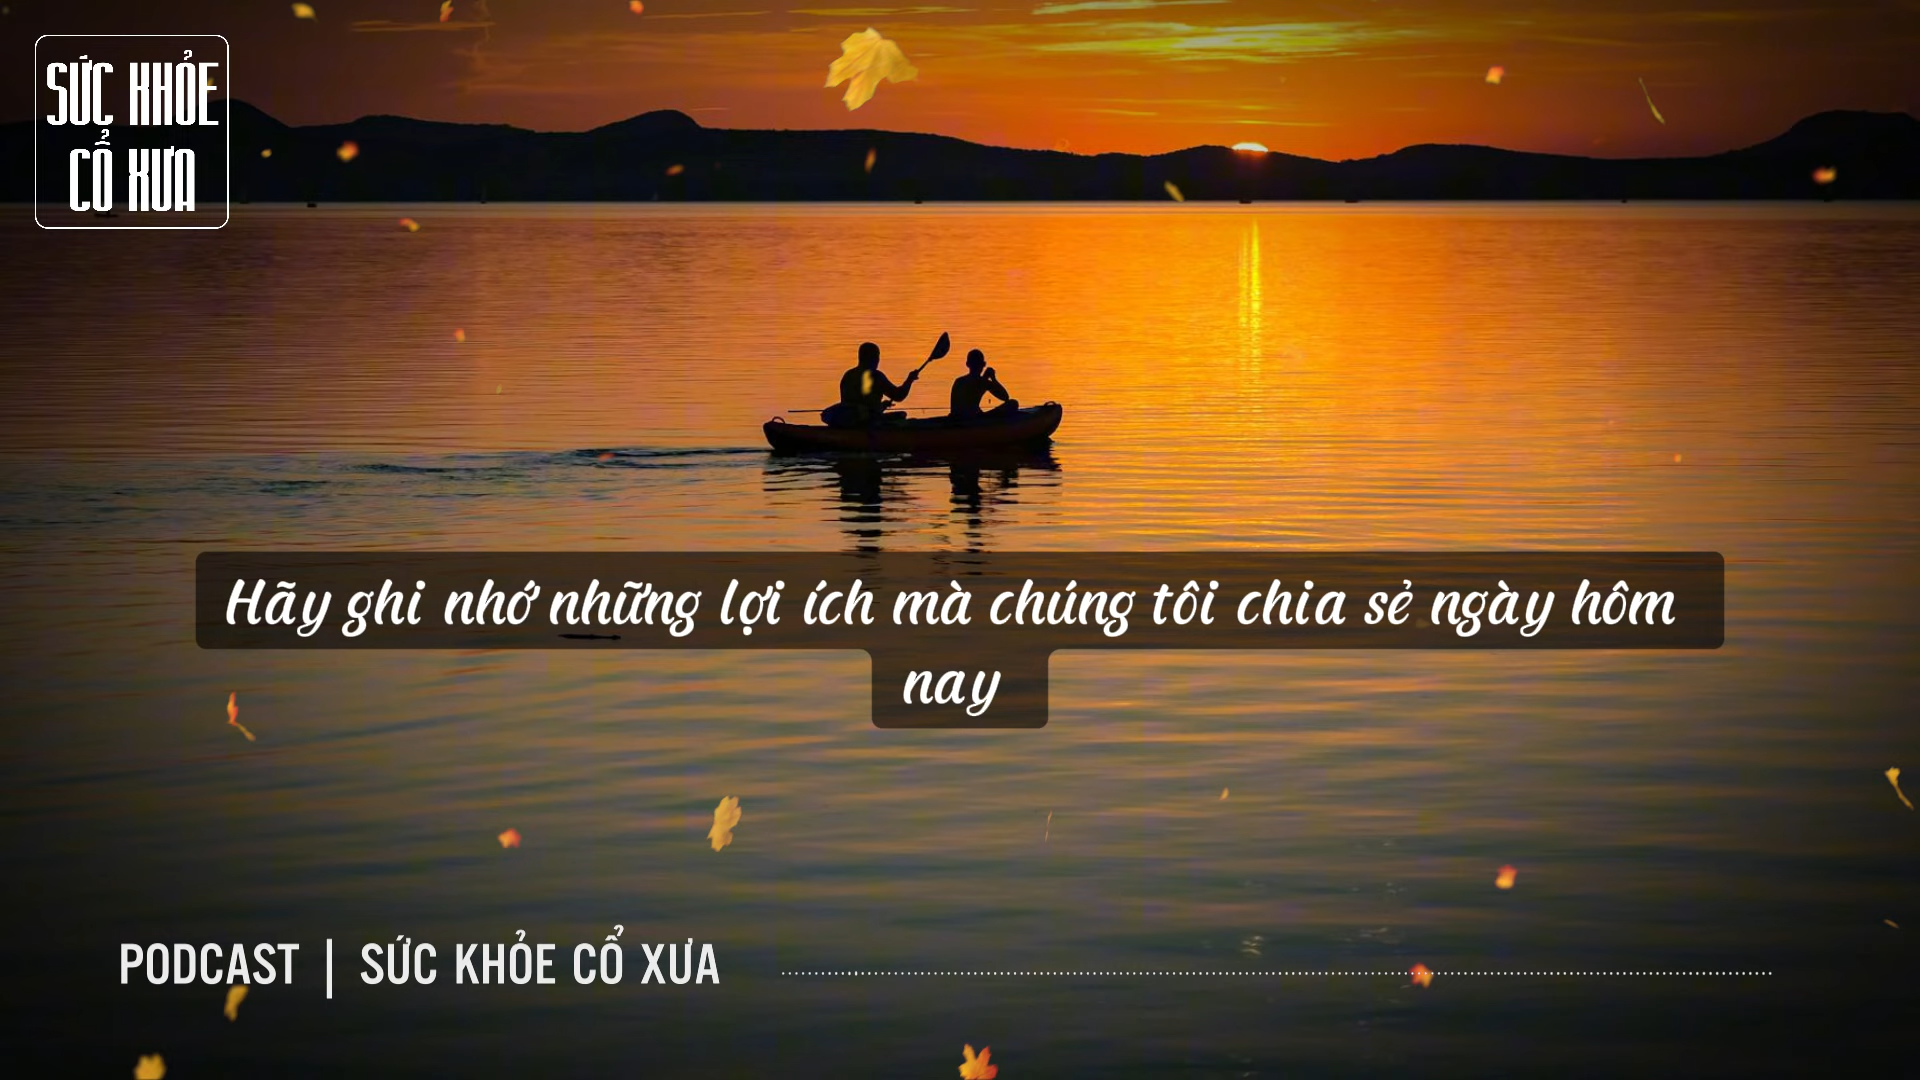 SỨC KHỎE
CỔ XƯA
Hãy ghi nhớ những lợi ích mà chúng tôi chia sẻ ngày hôm
nay
PODCAST | SỨC KHỎE CỔ XƯA